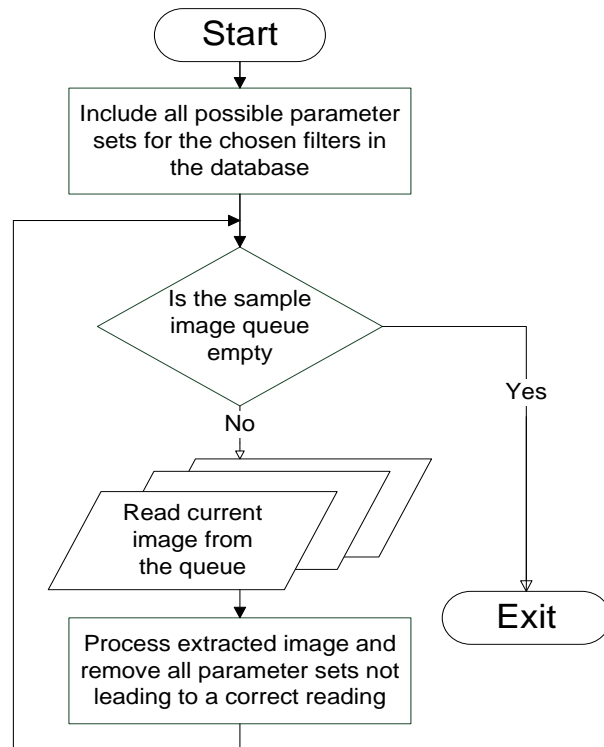 Start
Include all possible parameter
sets for the chosen filters in
the database
Is the sample
image queue
empty
Yes
No
Read current
image from
the queue
Exit
Process extracted image and
remove all parameter sets not
leading to a correct reading